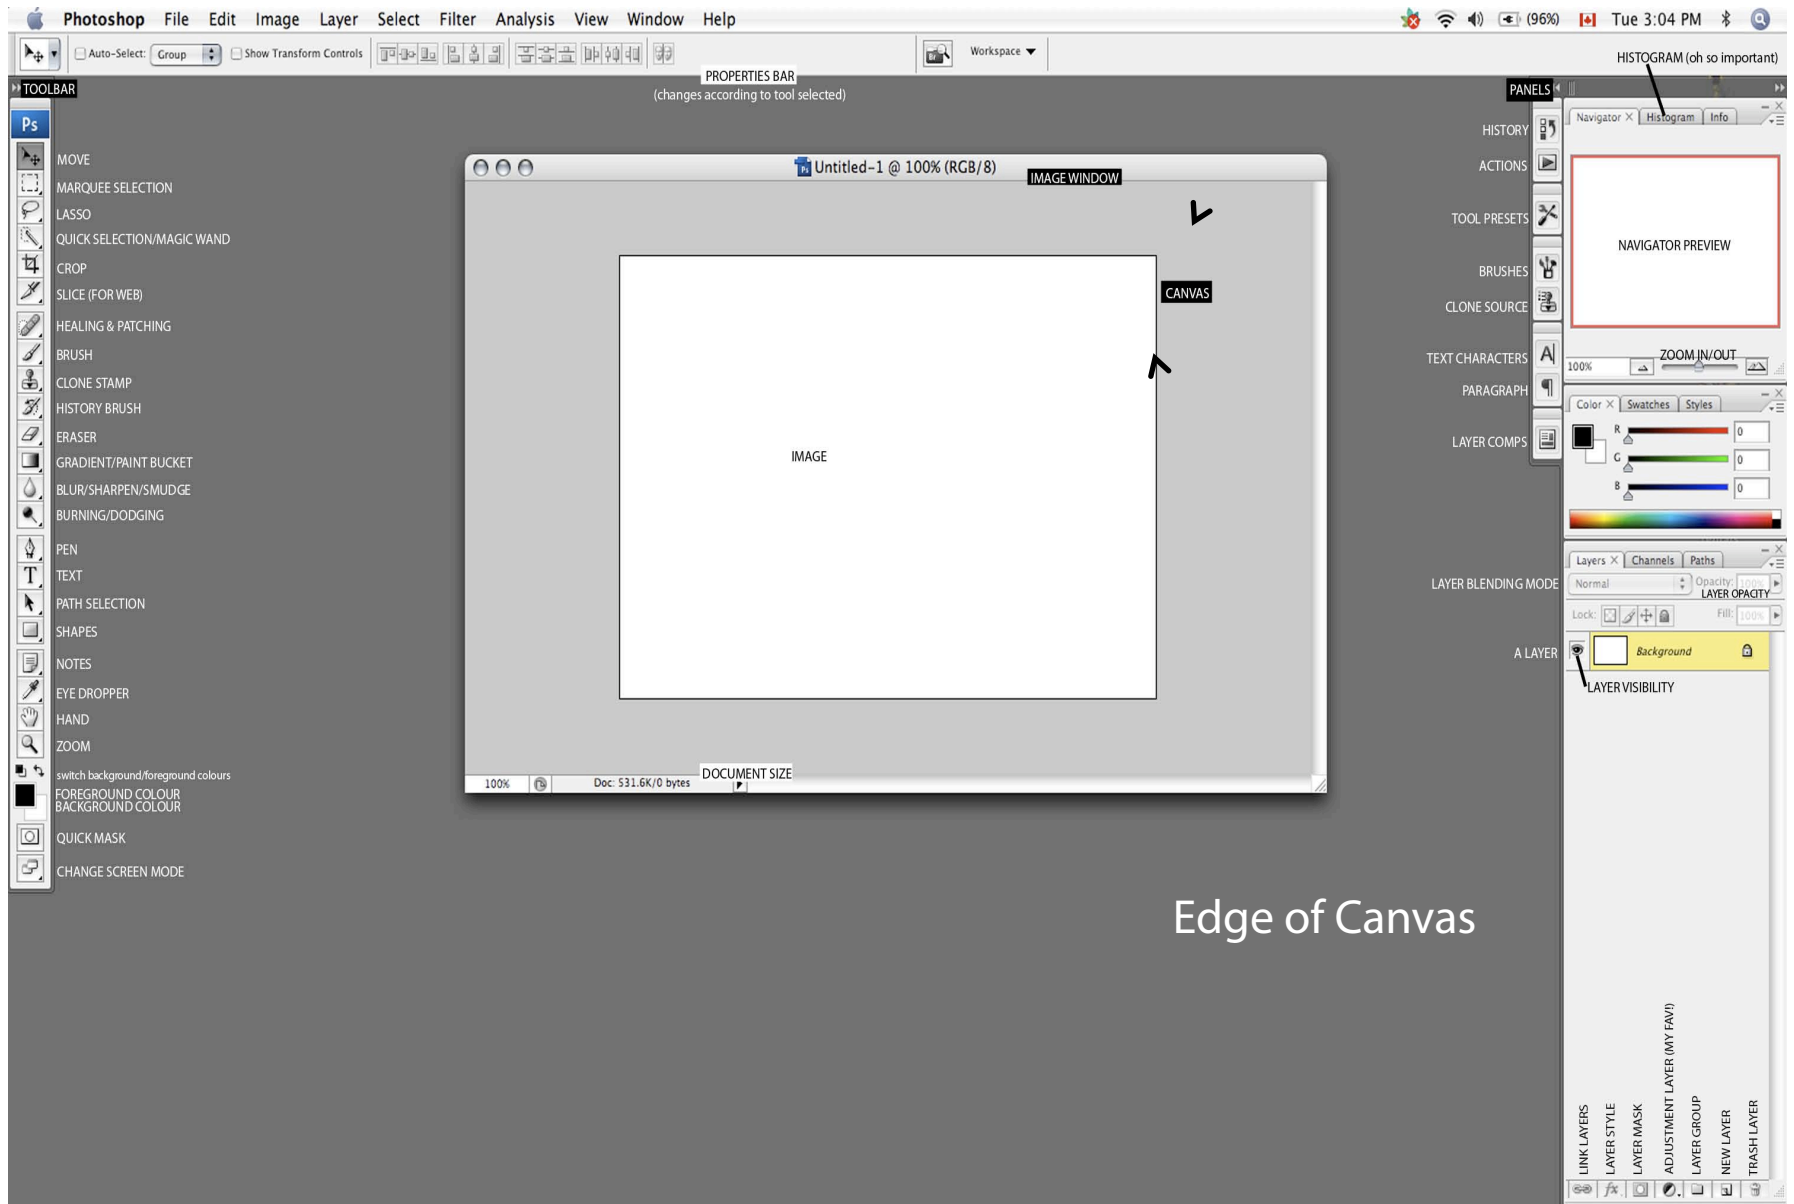 Photoshop File Edit Image Layer Select Filter Analysis View Window Help (96%) Tue 3:04 PM
Auto-Select: Group Show Transform Controls Workspace
HISTOGRAM (oh so important)
PROPERTIES BAR
(changes according to tool selected)
TOOLBAR
Ps
MOVE
MARQUEE SELECTION
LASSO
QUICK SELECTION/MAGIC WAND
CROP
SLICE (FOR WEB)
HEALING & PATCHING
BRUSH
CLONE STAMP
HISTORY BRUSH
ERASER
GRADIENT/PAINT BUCKET
BLUR/SHARPEN/SMUDGE
BURNING/DODGING
PEN
T TEXT
PATH SELECTION
SHAPES
NOTES
EYE DROPPER
HAND
ZOOM
switch background/foreground colours
FOREGROUND COLOUR
BACKGROUND COLOUR
QUICK MASK
CHANGE SCREEN MODE
Untitled-1 @ 100% (RGB/8)
IMAGE WINDOW
CANVAS
IMAGE
DOCUMENT SIZE
100% Doc: 531.6K/0 bytes
Edge of Canvas
PANELS
HISTORY
ACTIONS
TOOL PRESETS
BRUSHES
CLONE SOURCE
TEXT CHARACTERS A
PARAGRAPH ¶
LAYER COMPS
LAYER BLENDING MODE
A LAYER
Navigator Histogram Info
NAVIGATOR PREVIEW
ZOOM IN/OUT
100%
Color Swatches Styles
R 0
G 0
B 0
Layers Channels Paths
Normal Opacity: 100%
LAYER OPACITY
Lock: Fill: 100%
Background
LAYER VISIBILITY
LINK LAYERS
LAYER STYLE
LAYER MASK
ADJUSTMENT LAYER (MY FAV!)
LAYER GROUP
NEW LAYER
TRASH LAYER
fx